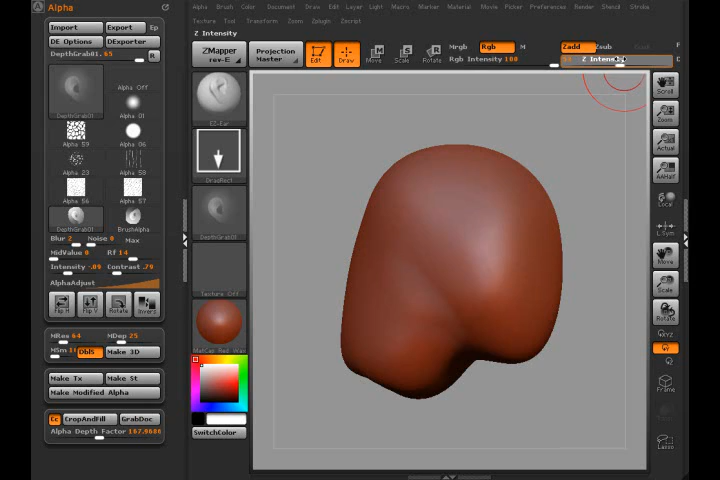 Alpha
Alpha Brush Color Document Draw Edit Layer Light Macro Marker Material Movie Picker Preferences Render Stencil Stroke
Texture Tool Transform Zoom Zplugin Zscript
Z Intensity
Import Export Ep
DE Options DExporter
DepthGrab01.65 R
Alpha Off
Alpha 01
Alpha 59 Alpha 06
Alpha 23 Alpha 58
Alpha 56 Alpha 57
DepthGrab01 BrushAlpha
Blur 2 Noise 0 Max
MidValue 0 Rf 14
Intensity -.09 Contrast .79
AlphaAdjust
Flip H Flip V Rotate Invers
MRes 64 MDep 25
DblS Make 3D
Make Tx Make St
Make Modified Alpha
Cc CropAndFill GrabDoc
Alpha Depth Factor
ZMapper
rev-E
Projection
Master
Edit Draw Move Scale Rotate
Mrgb Rgb M
Rgb Intensity 100
Zadd Zsub
Z Intensity
EZ-Ear
DragRect
DepthGrab01
Texture Off
SwitchColor
Scroll
Zoom
Actual
AAHalf
Local
L.Sym
Move
Scale
Rotate
XYZ
Frame
Lasso